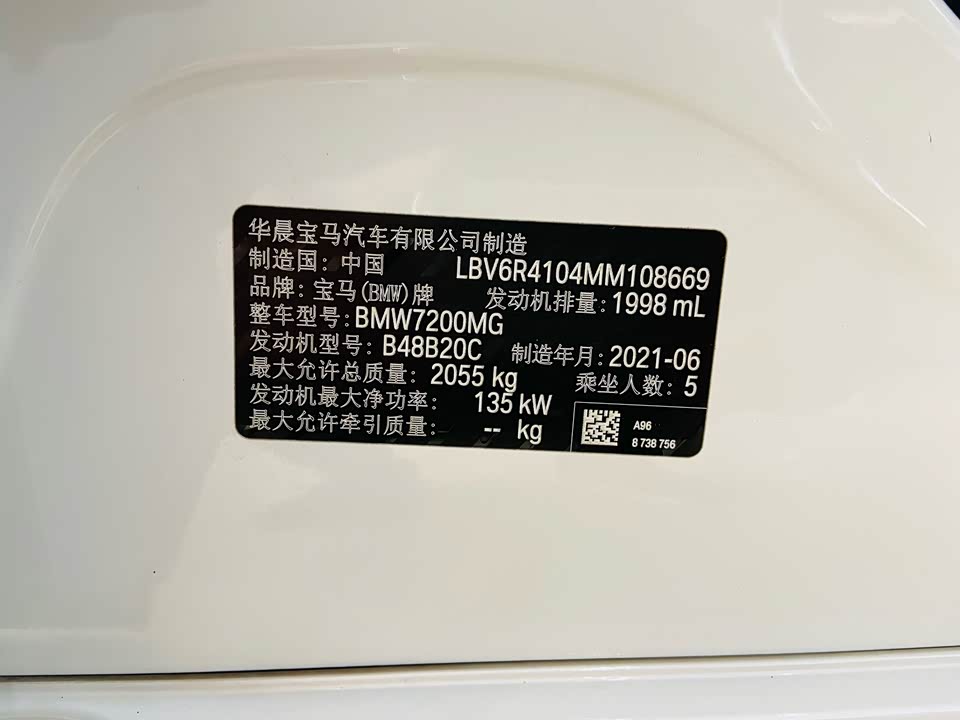 华晨宝马汽车有限公司制造
制造国: 中国 LBV6R4104MM108669
品牌: 宝马(BMW)牌 发动机排量: 1998 mL
整车型号: BMW7200MG
发动机型号: B48B20C 制造年月: 2021-06
最大允许总质量: 2055 kg 乘坐人数: 5
发动机最大净功率: 135 kW
最大允许牵引质量: -- kg
A96
8 738 756